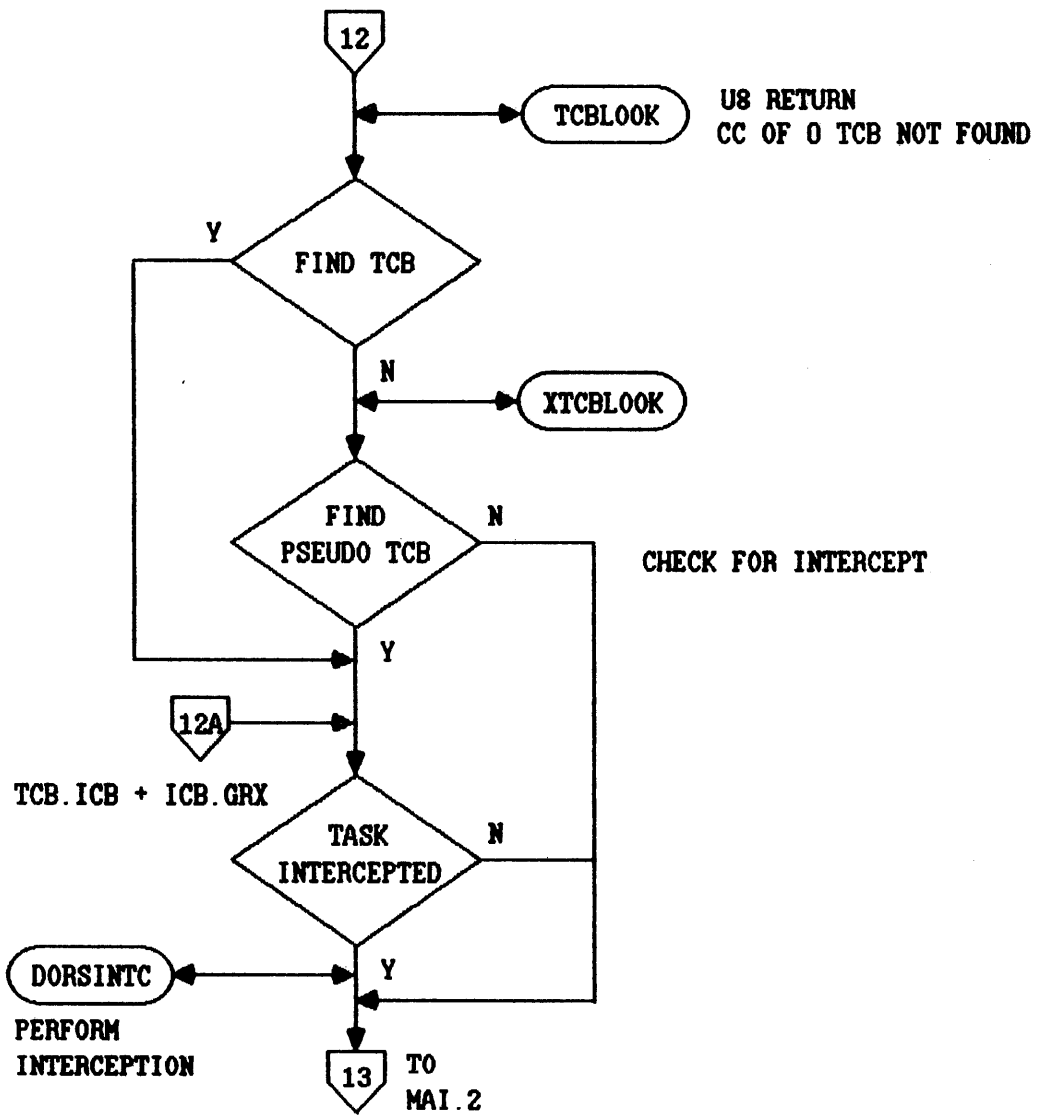 12
TCBLOOK
U8 RETURN
CC OF 0 TCB NOT FOUND
Y
FIND TCB
N
XTCBLOOK
FIND
PSEUDO TCB
N
CHECK FOR INTERCEPT
Y
12A
TCB.ICB + ICB.GRX
TASK
INTERCEPTED
N
DORSINTC
Y
PERFORM
INTERCEPTION
13
TO
MAI.2